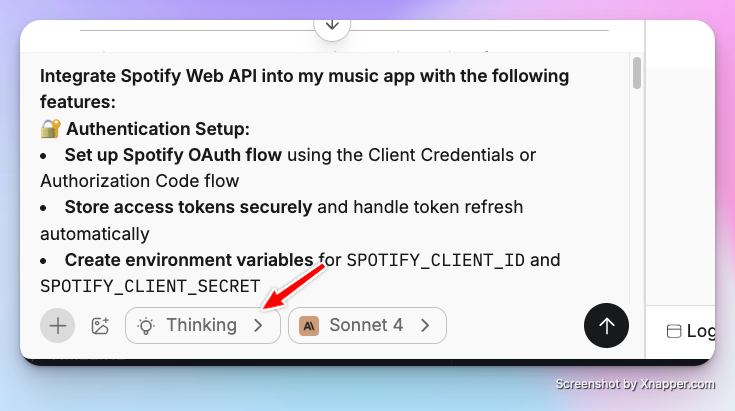 Integrate Spotify Web API into my music app with the following
features:
🔐 Authentication Setup:
• Set up Spotify OAuth flow using the Client Credentials or
Authorization Code flow
• Store access tokens securely and handle token refresh
automatically
• Create environment variables for SPOTIFY_CLIENT_ID and
SPOTIFY_CLIENT_SECRET
Thinking
Sonnet 4
Log
Screenshot by Xnapper.com